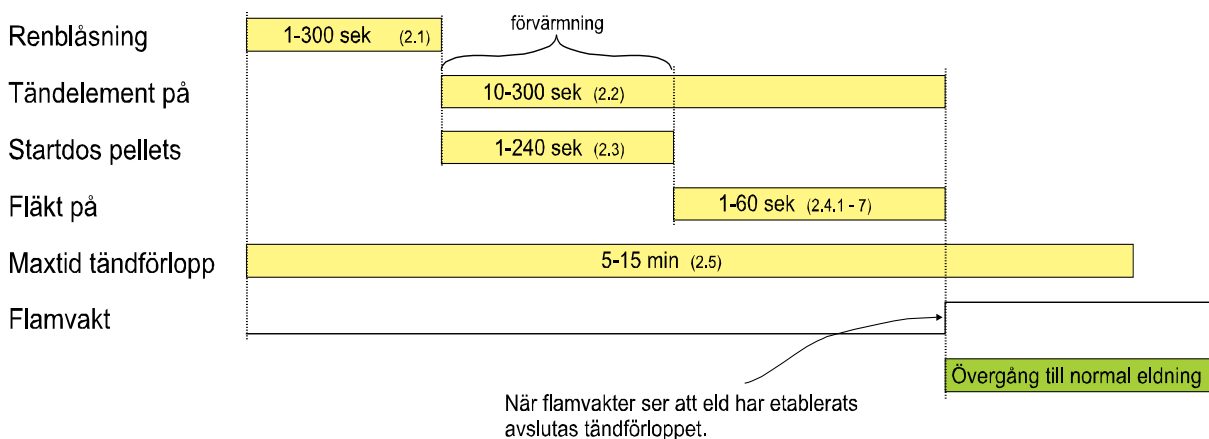 förvärmning
Renblåsning 1-300 sek (2.1)
Tändelement på 10-300 sek (2.2)
Startdos pellets 1-240 sek (2.3)
Fläkt på 1-60 sek (2.4.1 - 7)
Maxtid tändförlopp 5-15 min (2.5)
Flamvakt
Övergång till normal eldning
När flamvakter ser att eld har etablerats
avslutas tändförloppet.